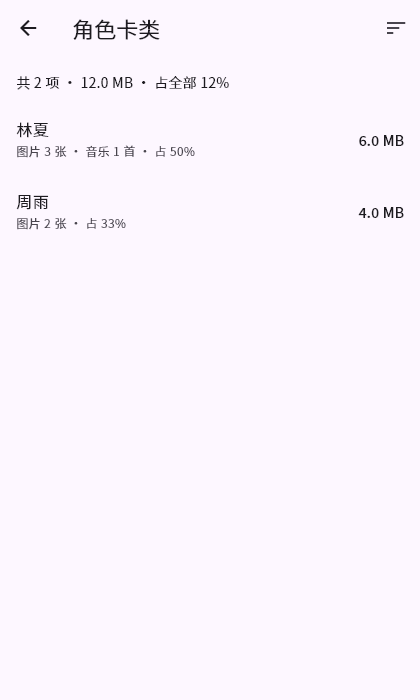 角色卡类
共 2 项 • 12.0 MB • 占全部 12%
林夏
图片 3 张 • 音乐 1 首 • 占 50%
6.0 MB
周雨
图片 2 张 • 占 33%
4.0 MB